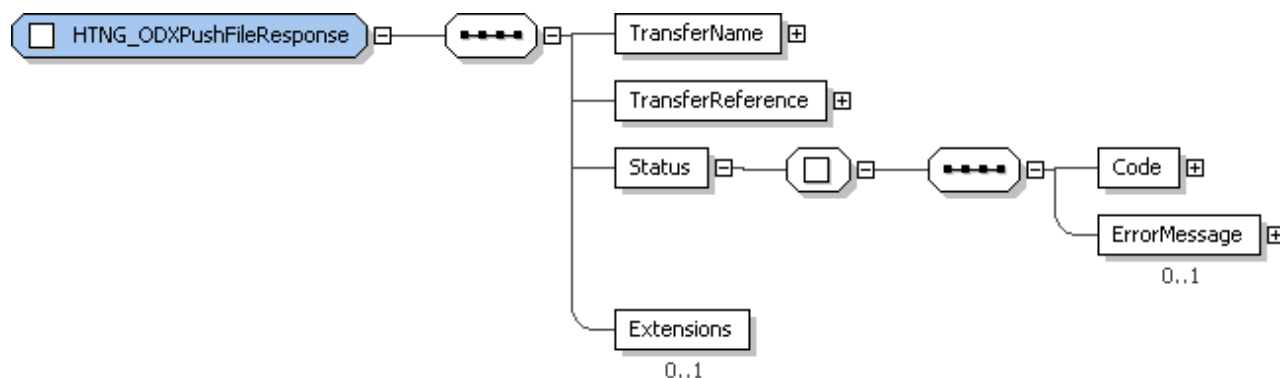 HTNG_ODXPushFileResponse
TransferName
TransferReference
Status
Code
ErrorMessage
0..1
Extensions
0..1